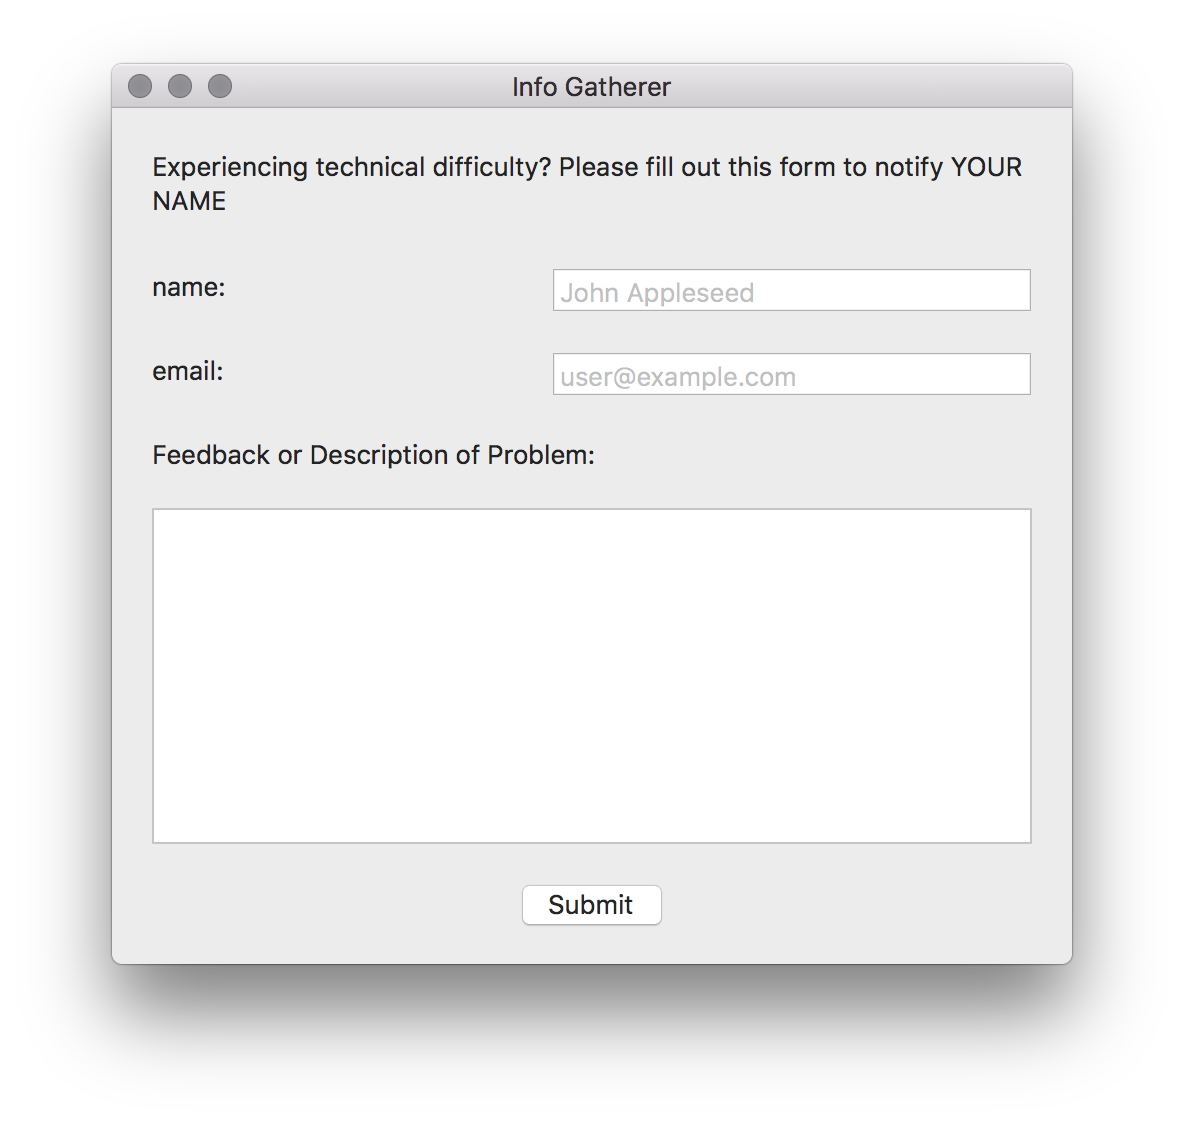 Info Gatherer
Experiencing technical difficulty? Please fill out this form to notify YOUR
NAME
name:
John Appleseed
email:
user@example.com
Feedback or Description of Problem:
Submit